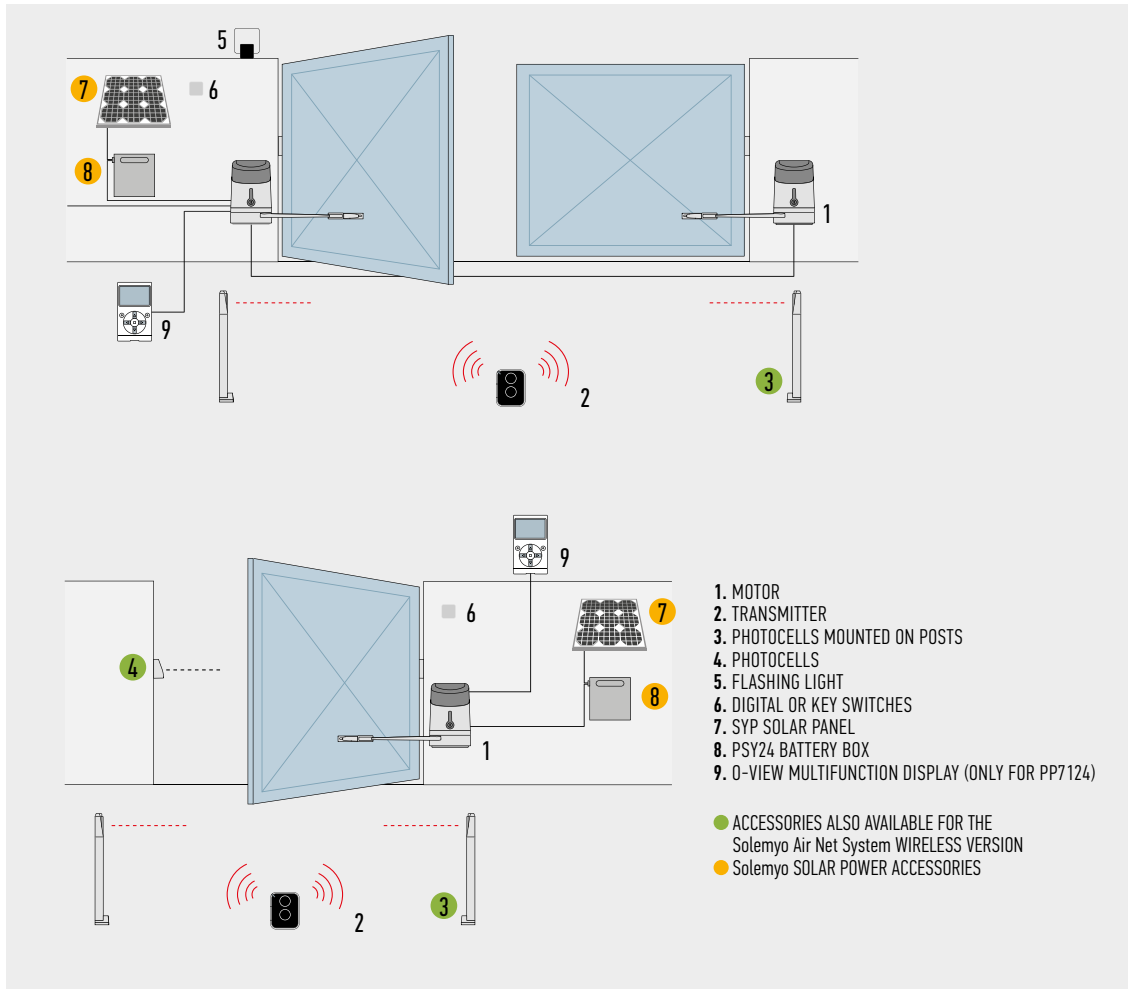 5
7
6
8
1
9
3
2
9
6
7
4
8
1
3
2
1. MOTOR
2. TRANSMITTER
3. PHOTOCELLS MOUNTED ON POSTS
4. PHOTOCELLS
5. FLASHING LIGHT
6. DIGITAL OR KEY SWITCHES
7. SYP SOLAR PANEL
8. PSY24 BATTERY BOX
9. O-VIEW MULTIFUNCTION DISPLAY (ONLY FOR PP7124)
ACCESSORIES ALSO AVAILABLE FOR THE
Solemyo Air Net System WIRELESS VERSION
Solemyo SOLAR POWER ACCESSORIES